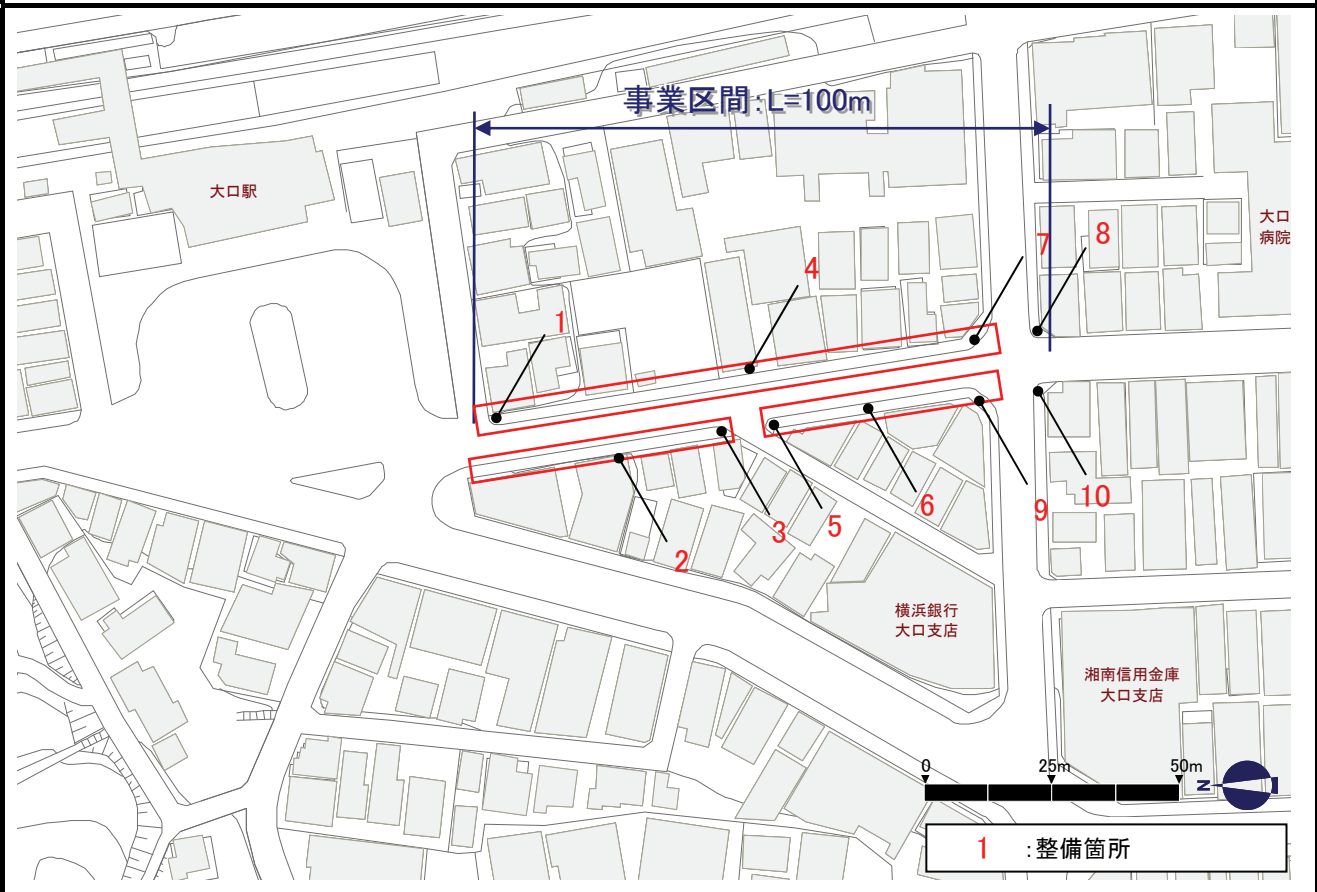 事業区間:L=100m
大口駅
大口
病院
8
7
4
1
6
10
9
5
3
2
横浜銀行
大口支店
湘南信用金庫
大口支店
0 25m 50m
N
1 :整備箇所